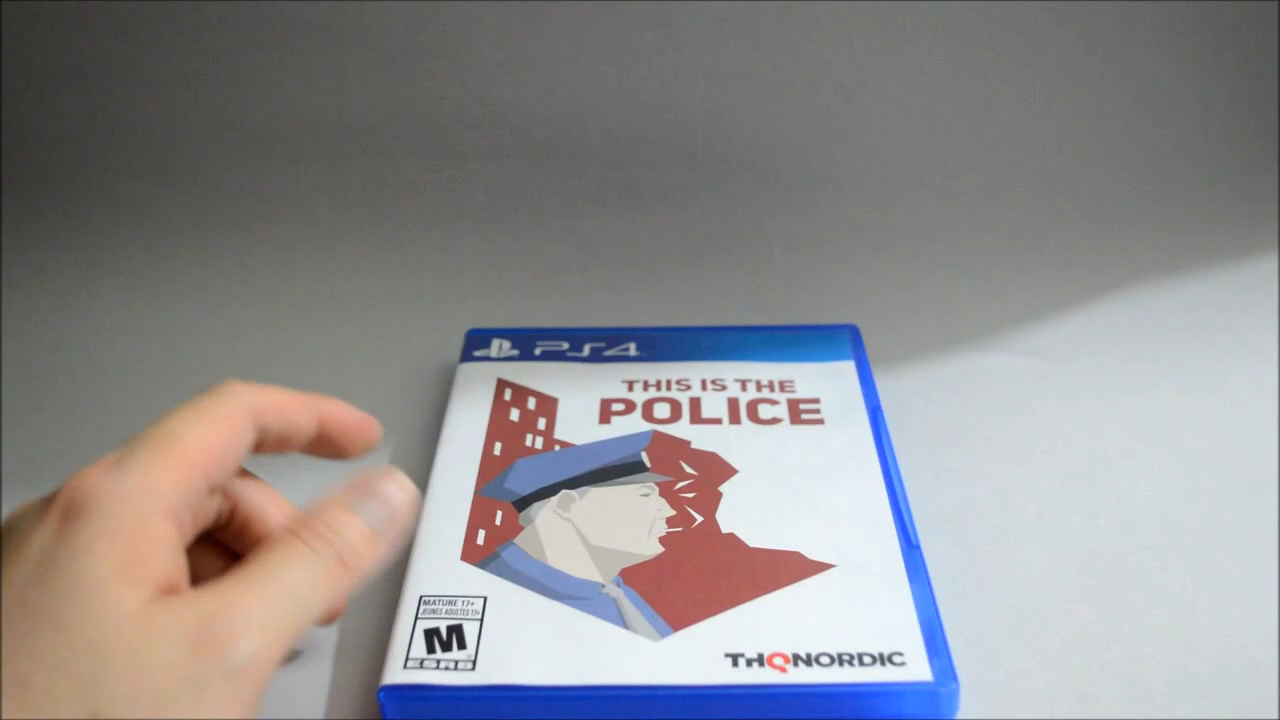 PS4
THIS IS THE
POLICE
MATURE 17+
JEUNES ADULTES 17+
M
ESRB
THQNORDIC